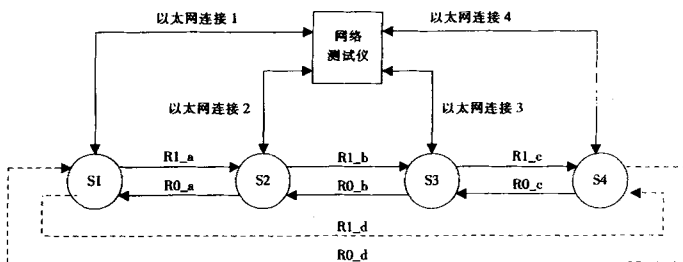 以太网连接1
以太网连接4
网络
测试仪
以太网连接2
以太网连接3
R1_a
R1_b
R1_c
S1
S2
S3
S4
R0_a
R0_b
R0_c
R1_d
R0_d